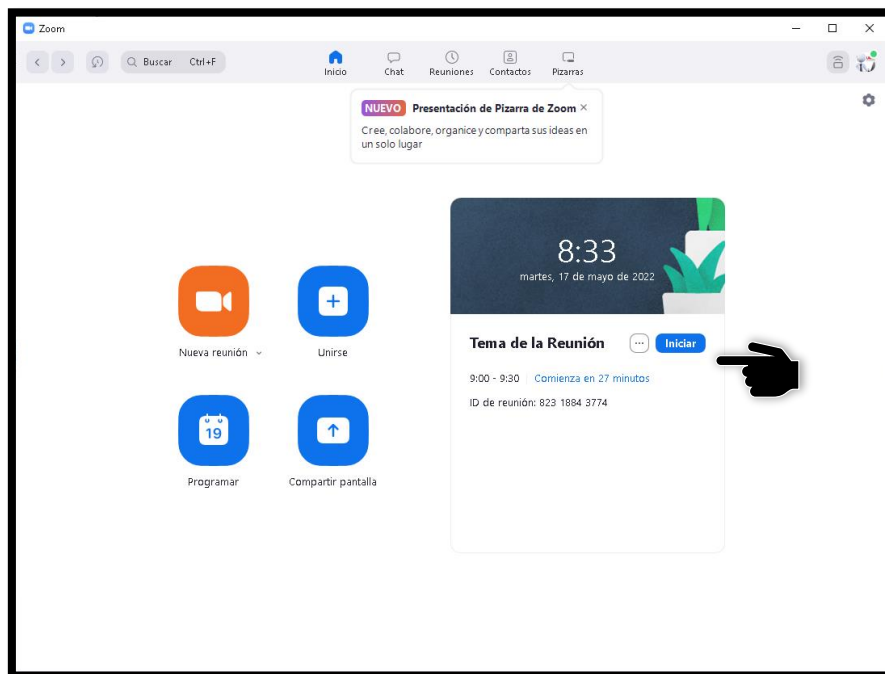 Zoom
Buscar Ctrl+F
Inicio
Chat
Reuniones
Contactos
Pizarras
NUEVO Presentación de Pizarra de Zoom
Cree, colabore, organice y comparta sus ideas en
un solo lugar
8:33
martes, 17 de mayo de 2022
Nueva reunión
Unirse
19
Programar
Compartir pantalla
Tema de la Reunión ... Iniciar
9:00 - 9:30 Comienza en 27 minutos
ID de reunión: 823 1884 3774